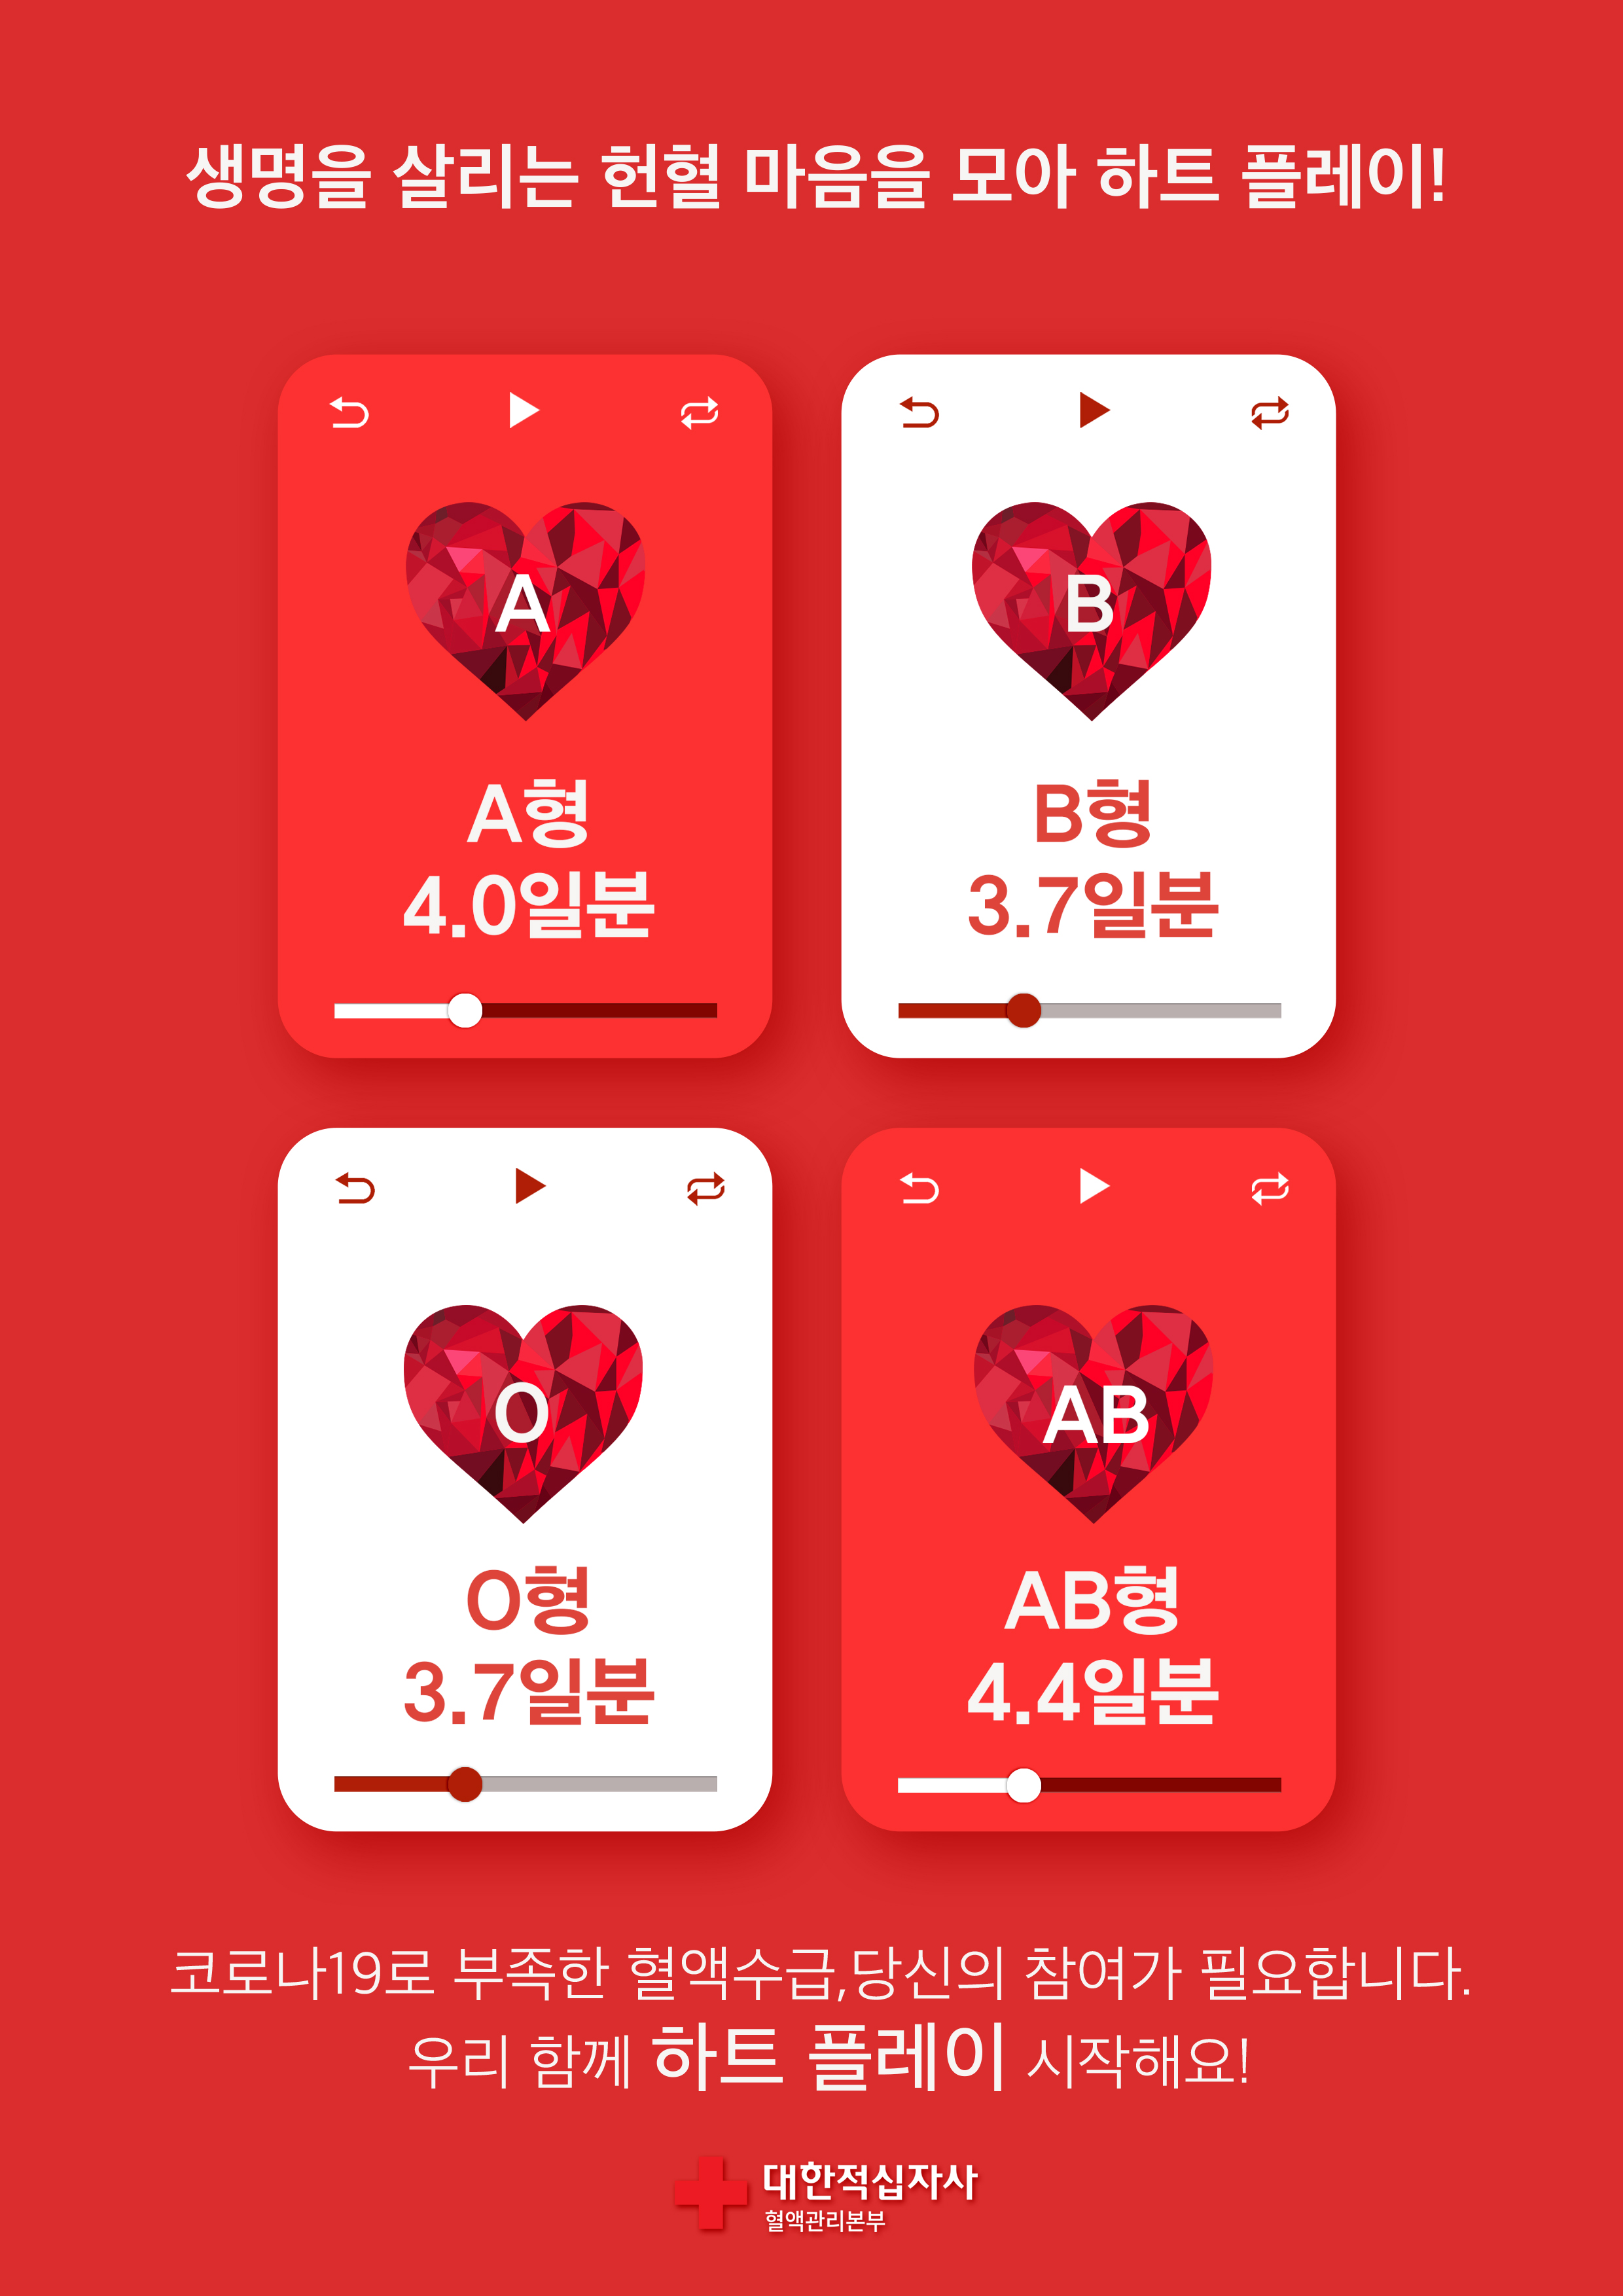 생명을 살리는 헌혈 마음을 모아 하트 플레이!
A
A형
4.0일분
B
B형
3.7일분
O
O형
3.7일분
AB
AB형
4.4일분
코로나19로 부족한 혈액수급,당신의 참여가 필요합니다.
우리 함께 하트 플레이 시작해요!
대한적십자사
혈액관리본부